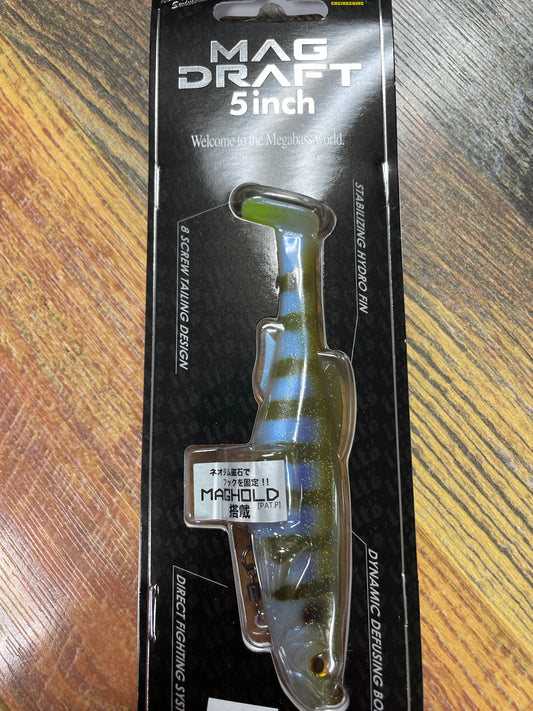 ENGINEERING
MAG
DRAFT
5inch
Welcome to the Megabass world.
8 SCREW TAILING DESIGN
STABILIZING HYDRO FIN
ネオジム磁石で
フックを固定!!
MAGHOLD
[PAT.P]
搭蔵
DIRECT FIGHTING SYS
DYNAMIC DEFUSING BO